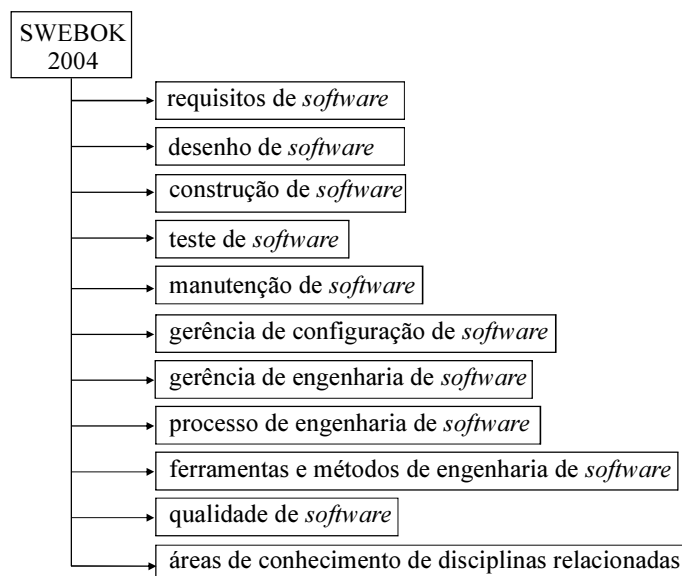 SWEBOK
2004
requisitos de software
desenho de software
construção de software
teste de software
manutenção de software
gerência de configuração de software
gerência de engenharia de software
processo de engenharia de software
ferramentas e métodos de engenharia de software
qualidade de software
áreas de conhecimento de disciplinas relacionadas